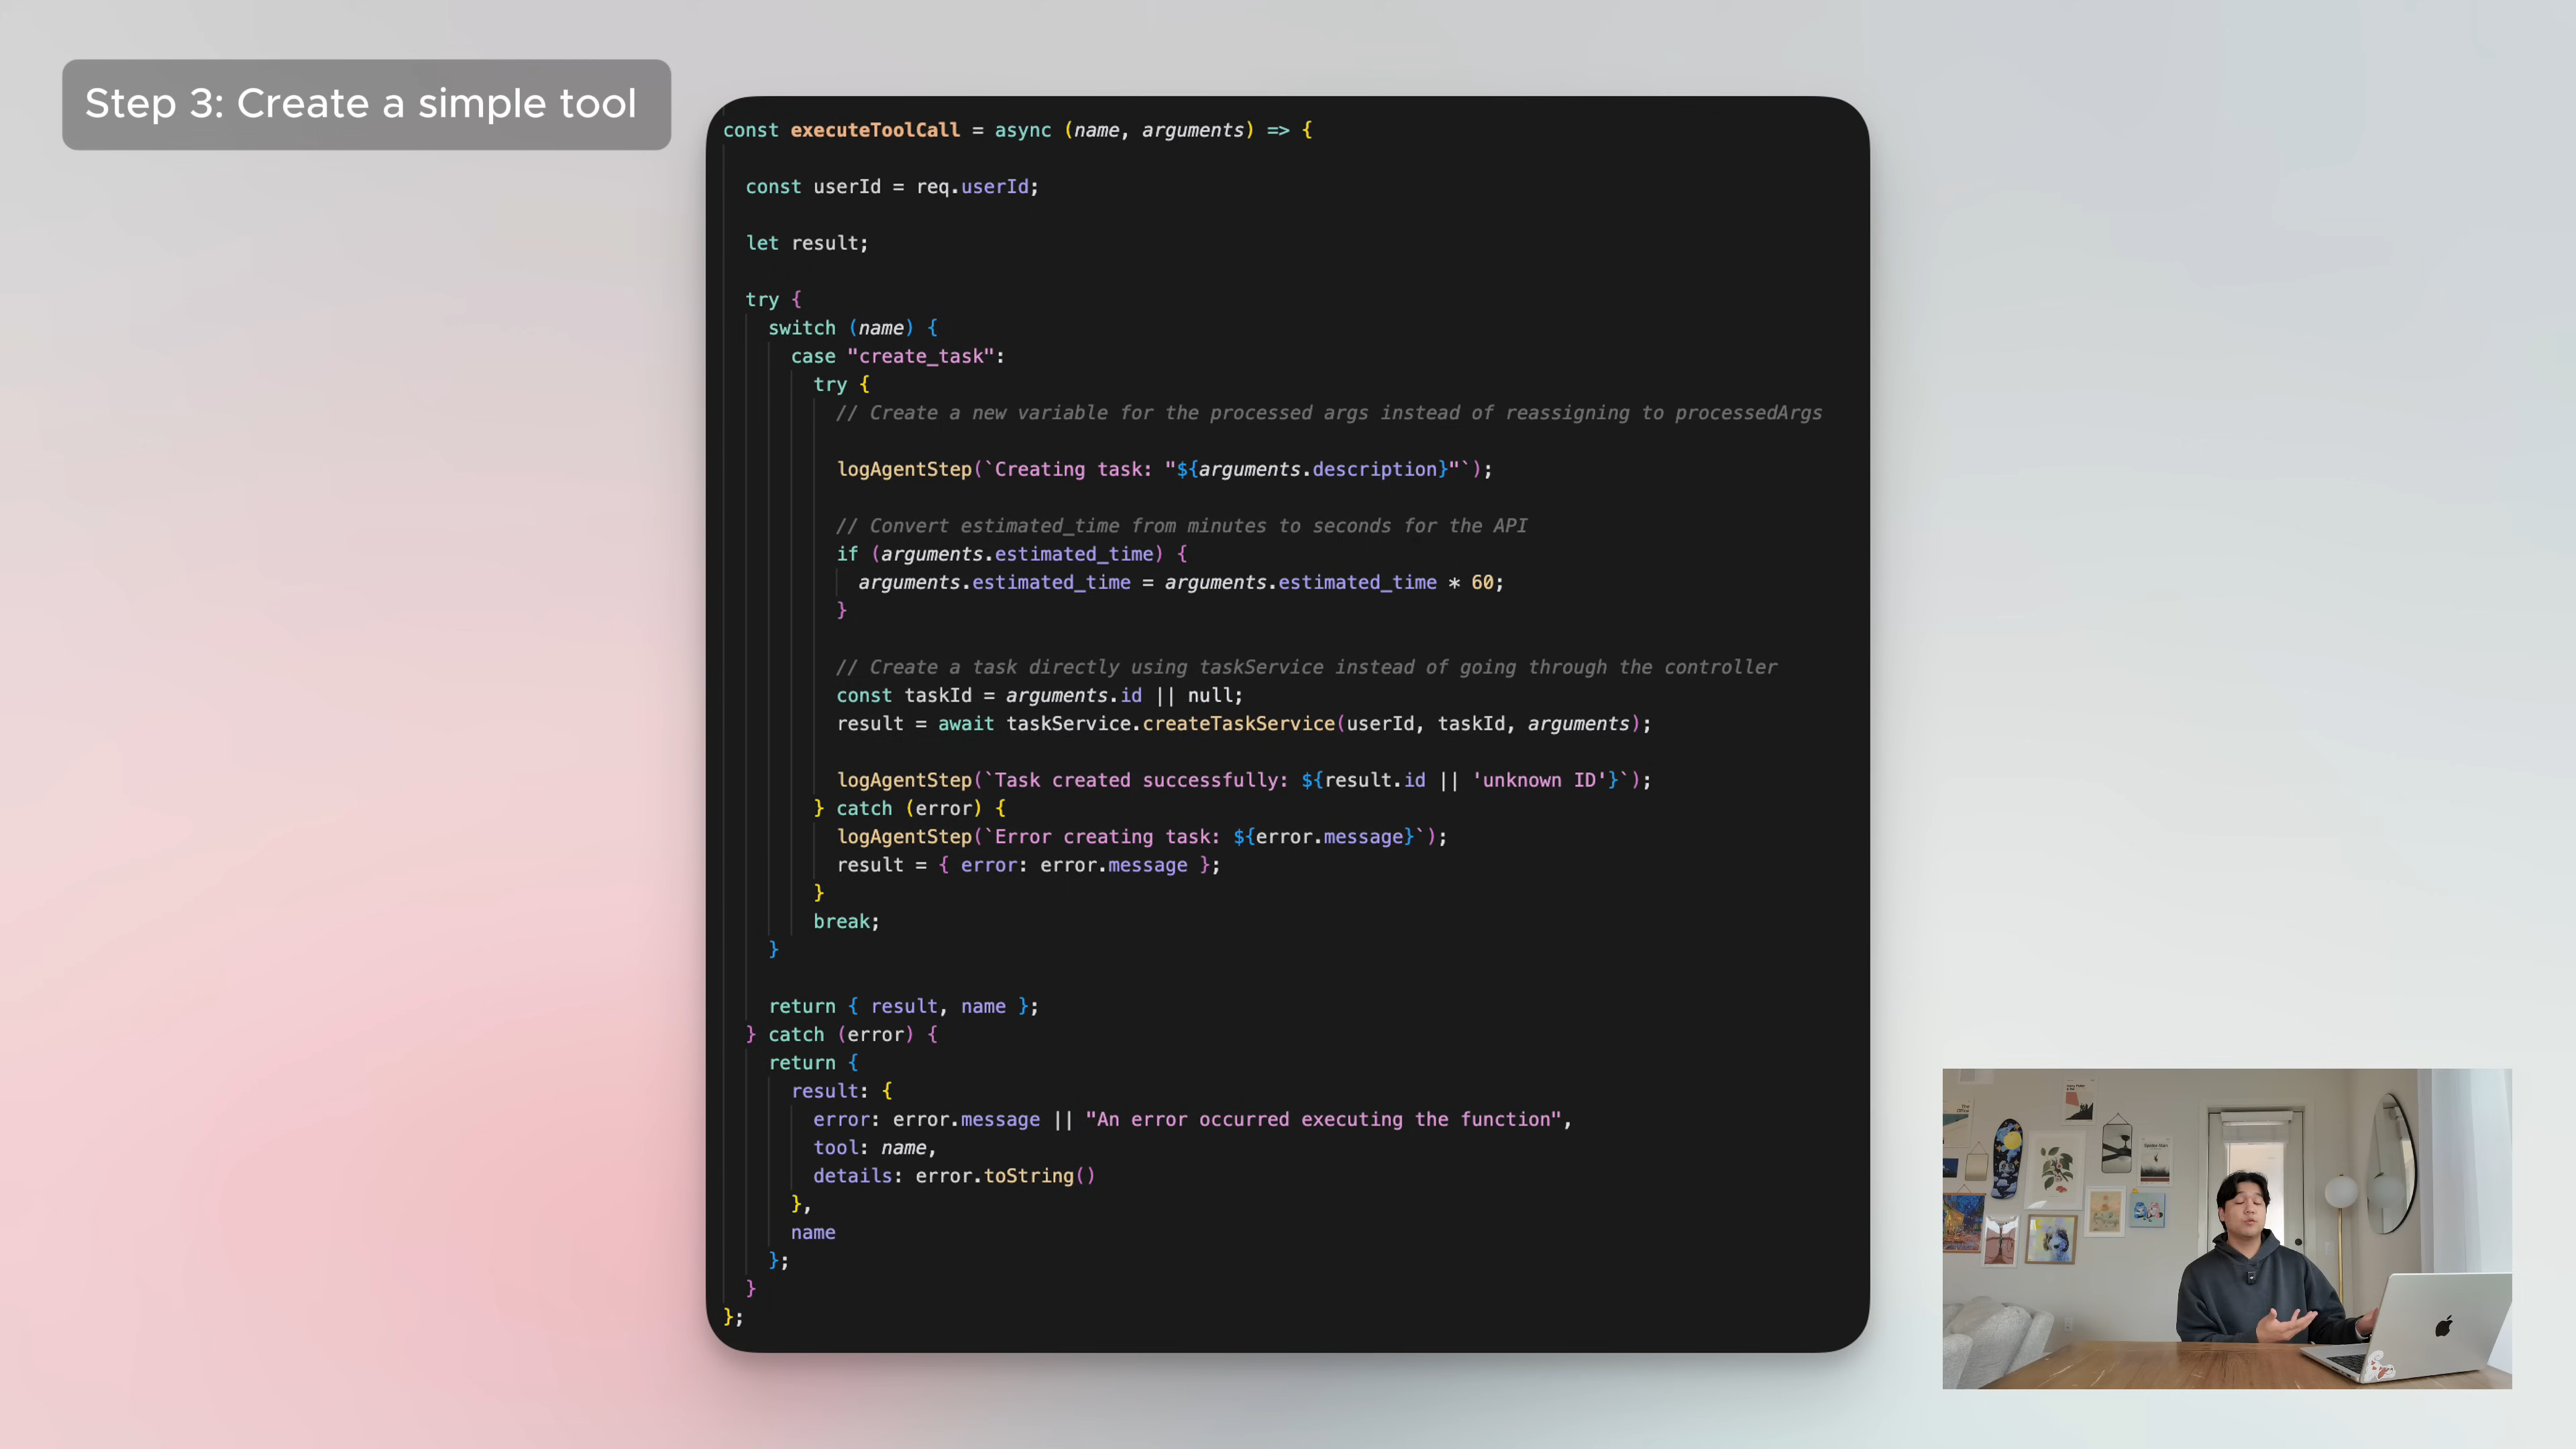 Step 3: Create a simple tool
const executeToolCall = async (name, arguments) => {
const userId = req.userId;
let result;
try {
switch (name) {
case "create_task":
try {
// Create a new variable for the processed args instead of reassigning to processedArgs
logAgentStep(`Creating task: "${arguments.description}"`);
// Convert estimated_time from minutes to seconds for the API
if (arguments.estimated_time) {
arguments.estimated_time = arguments.estimated_time * 60;
}
// Create a task directly using taskService instead of going through the controller
const taskId = arguments.id || null;
result = await taskService.createTaskService(userId, taskId, arguments);
logAgentStep(`Task created successfully: ${result.id || 'unknown ID'}`);
} catch (error) {
logAgentStep(`Error creating task: ${error.message}`);
result = { error: error.message };
}
break;
}
return { result, name };
} catch (error) {
return {
result: {
error: error.message || "An error occurred executing the function",
tool: name,
details: error.toString()
},
name
};
}
};